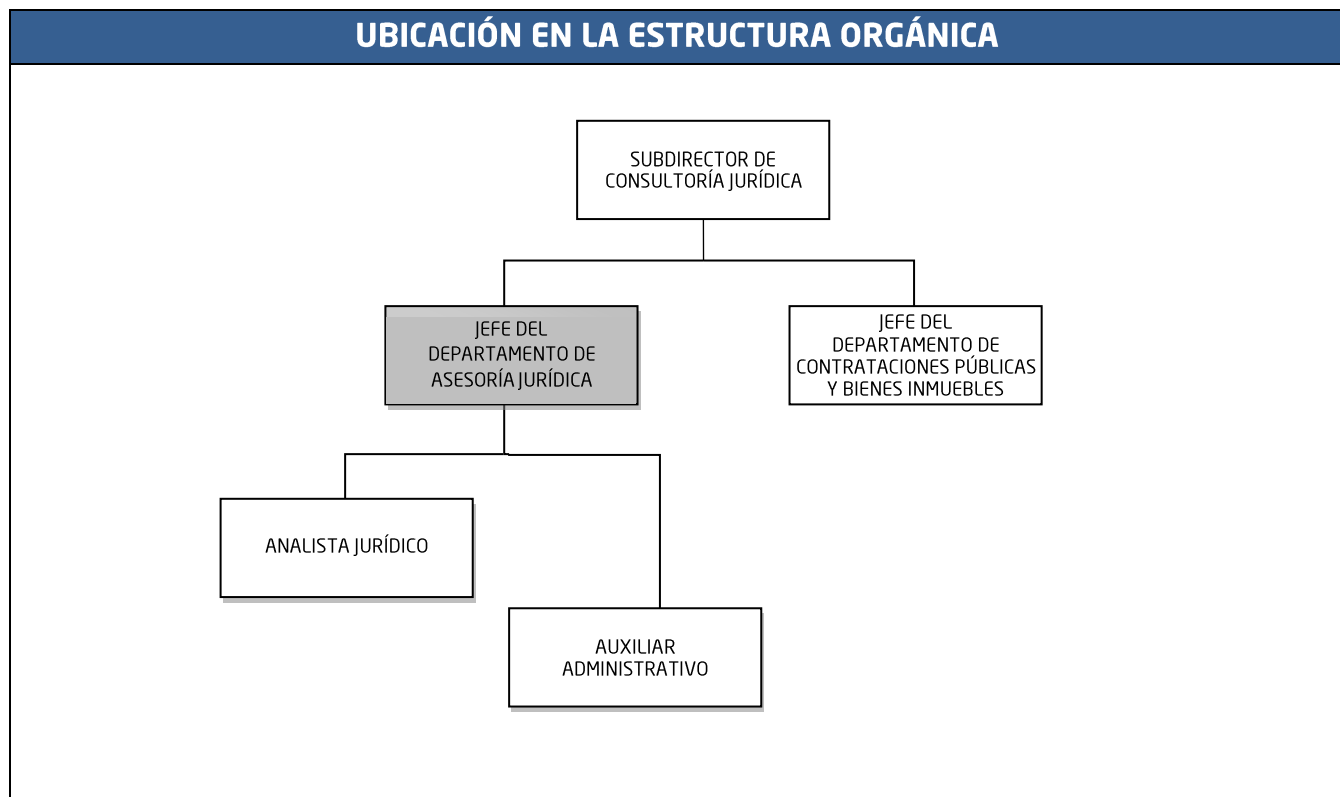 UBICACIÓN EN LA ESTRUCTURA ORGÁNICA
SUBDIRECTOR DE
CONSULTORÍA JURÍDICA
JEFE DEL
DEPARTAMENTO DE
ASESORÍA JURÍDICA
JEFE DEL
DEPARTAMENTO DE
CONTRATACIONES PÚBLICAS
Y BIENES INMUEBLES
ANALISTA JURÍDICO
AUXILIAR
ADMINISTRATIVO